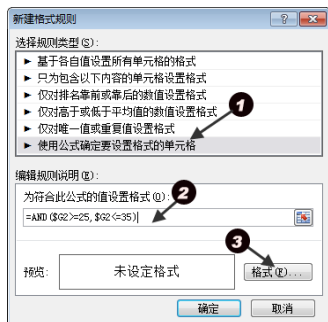 新建格式规则
选择规则类型(S):
► 基于各自值设置所有单元格的格式
► 只为包含以下内容的单元格设置格式
► 仅对排名靠前或靠后的数值设置格式
► 仅对高于或低于平均值的数值设置格式
► 仅对唯一值或重复值设置格式
► 使用公式确定要设置格式的单元格
1
编辑规则说明(E):
为符合此公式的值设置格式(O):
2
=AND($G2>=25,$G2<=35)
3
预览:
未设定格式
格式(F)...
确定
取消